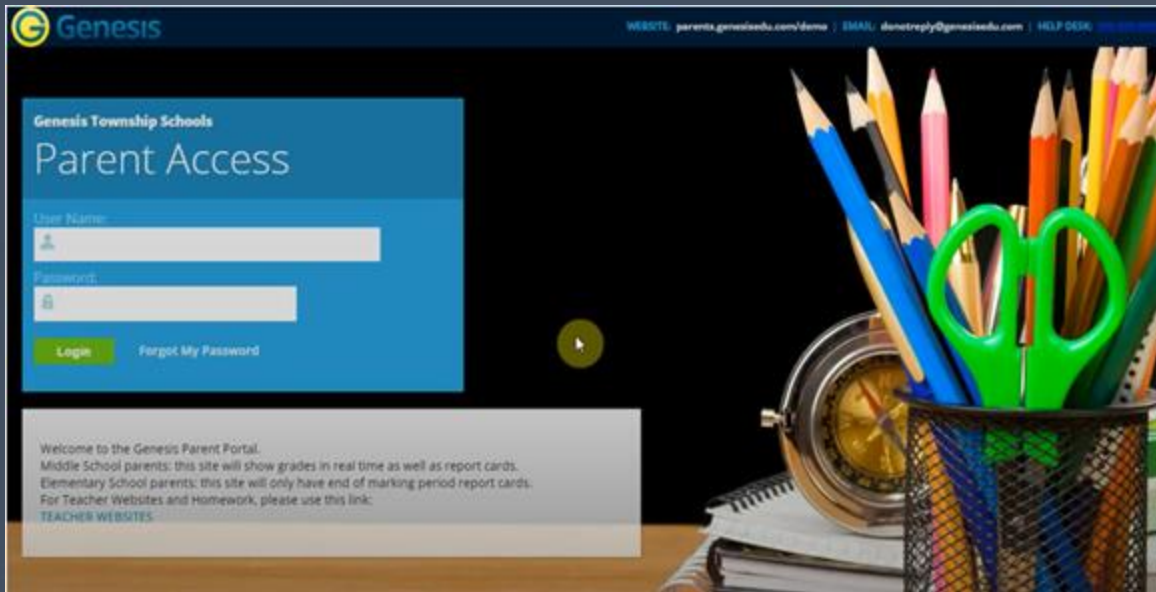 Genesis
WEBSITE: parents.genesisedu.com/demo | EMAIL: donotreply@genesisedu.com | HELP DESK:
Genesis Township Schools
Parent Access
User Name:
Password:
Login Forgot My Password
Welcome to the Genesis Parent Portal.
Middle School parents: this site will show grades in real time as well as report cards.
Elementary School parents: this site will only have end of marking period report cards.
For Teacher Websites and Homework, please use this link:
TEACHER WEBSITES